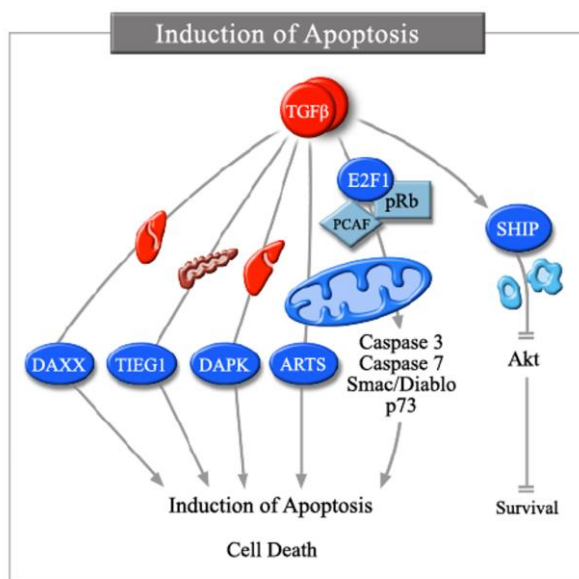 Induction of Apoptosis
TGFβ
E2F1
pRb
PCAF
SHIP
Caspase 3
Caspase 7
Smac/Diablo
p73
DAXX
TIEG1
DAPK
ARTS
Akt
Induction of Apoptosis
Survival
Cell Death